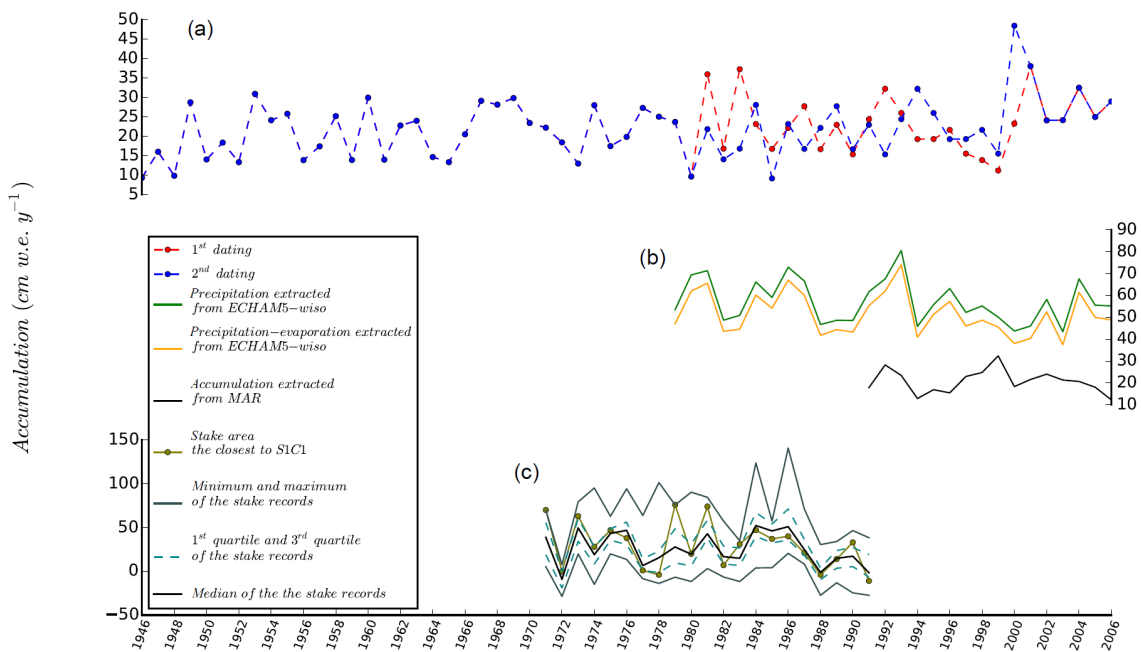 (a)
50
45
40
35
30
25
20
15
10
5
Accumulation (cm w.e. y⁻¹)
1ˢᵗ dating
2ⁿᵈ dating
Precipitation extracted
from ECHAM5−wiso
Precipitation−evaporation extracted
from ECHAM5−wiso
Accumulation extracted
from MAR
Stake area
the closest to S1C1
Minimum and maximum
of the stake records
1ˢᵗ quartile and 3ʳᵈ quartile
of the stake records
Median of the the stake records
(b)
90
80
70
60
50
40
30
20
10
(c)
150
100
50
0
−50
1946
1948
1950
1952
1954
1956
1958
1960
1962
1964
1966
1968
1970
1972
1974
1976
1978
1980
1982
1984
1986
1988
1990
1992
1994
1996
1998
2000
2002
2004
2006